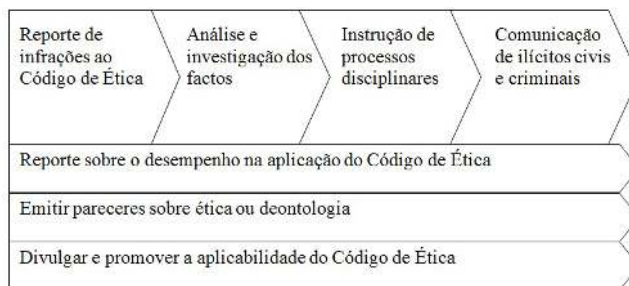 Reporte de
infrações ao
Código de Ética
Análise e
investigação dos
factos
Instrução de
processos
disciplinares
Comunicação
de ilícitos civis
e criminais
Reporte sobre o desempenho na aplicação do Código de Ética
Emitir pareceres sobre ética ou deontologia
Divulgar e promover a aplicabilidade do Código de Ética